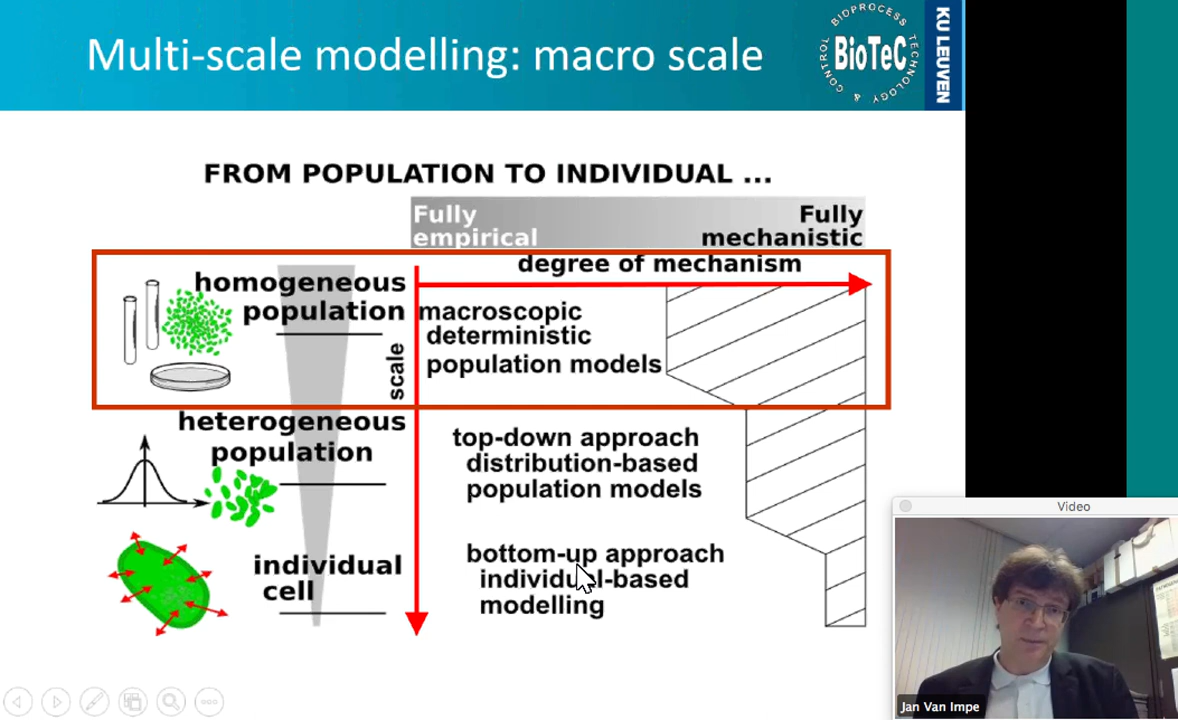 Multi-scale modelling: macro scale
BIOPROCESS TECHNOLOGY & CONTROL
BioTeC
KU LEUVEN
FROM POPULATION TO INDIVIDUAL ...
Fully
empirical
Fully
mechanistic
degree of mechanism
homogeneous
population
scale
macroscopic
deterministic
population models
heterogeneous
population
top-down approach
distribution-based
population models
individual
cell
bottom-up approach
individual-based
modelling
Video
Jan Van Impe